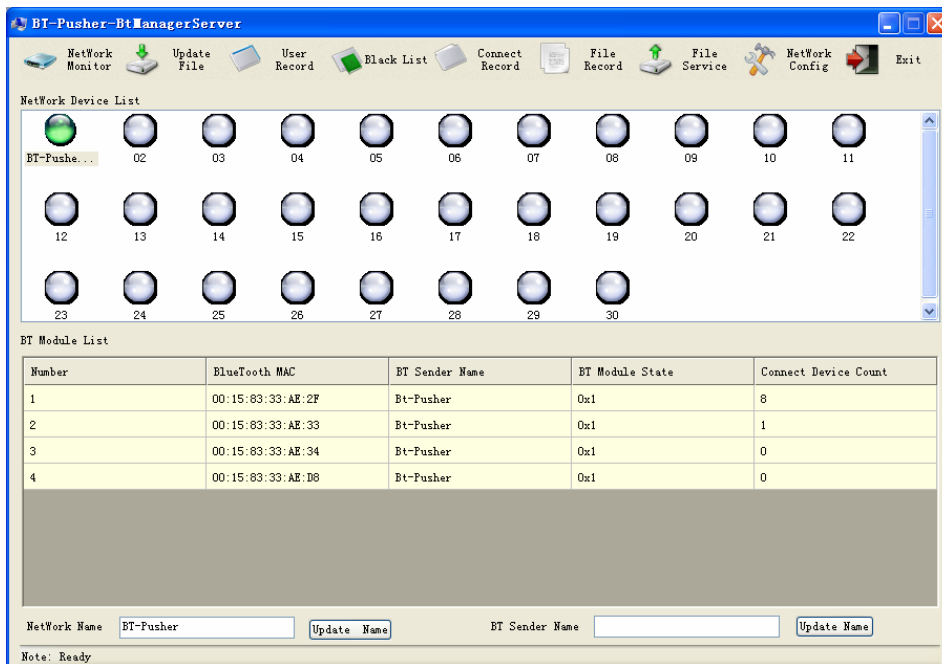 BT-Pusher-BtManagerServer
NetWork Monitor
Update File
User Record
Black List
Connect Record
File Record
File Service
NetWork Config
Exit
NetWork Device List
BT-Pushe... 02 03 04 05 06 07 08 09 10 11
12 13 14 15 16 17 18 19 20 21 22
23 24 25 26 27 28 29 30
BT Module List
Number BlueTooth MAC BT Sender Name BT Module State Connect Device Count
1 00:15:83:33:AE:2F Bt-Pusher 0x1 8
2 00:15:83:33:AE:33 Bt-Pusher 0x1 1
3 00:15:83:33:AE:34 Bt-Pusher 0x1 0
4 00:15:83:33:AE:D8 Bt-Pusher 0x1 0
NetWork Name BT-Pusher Update Name BT Sender Name Update Name
Note: Ready